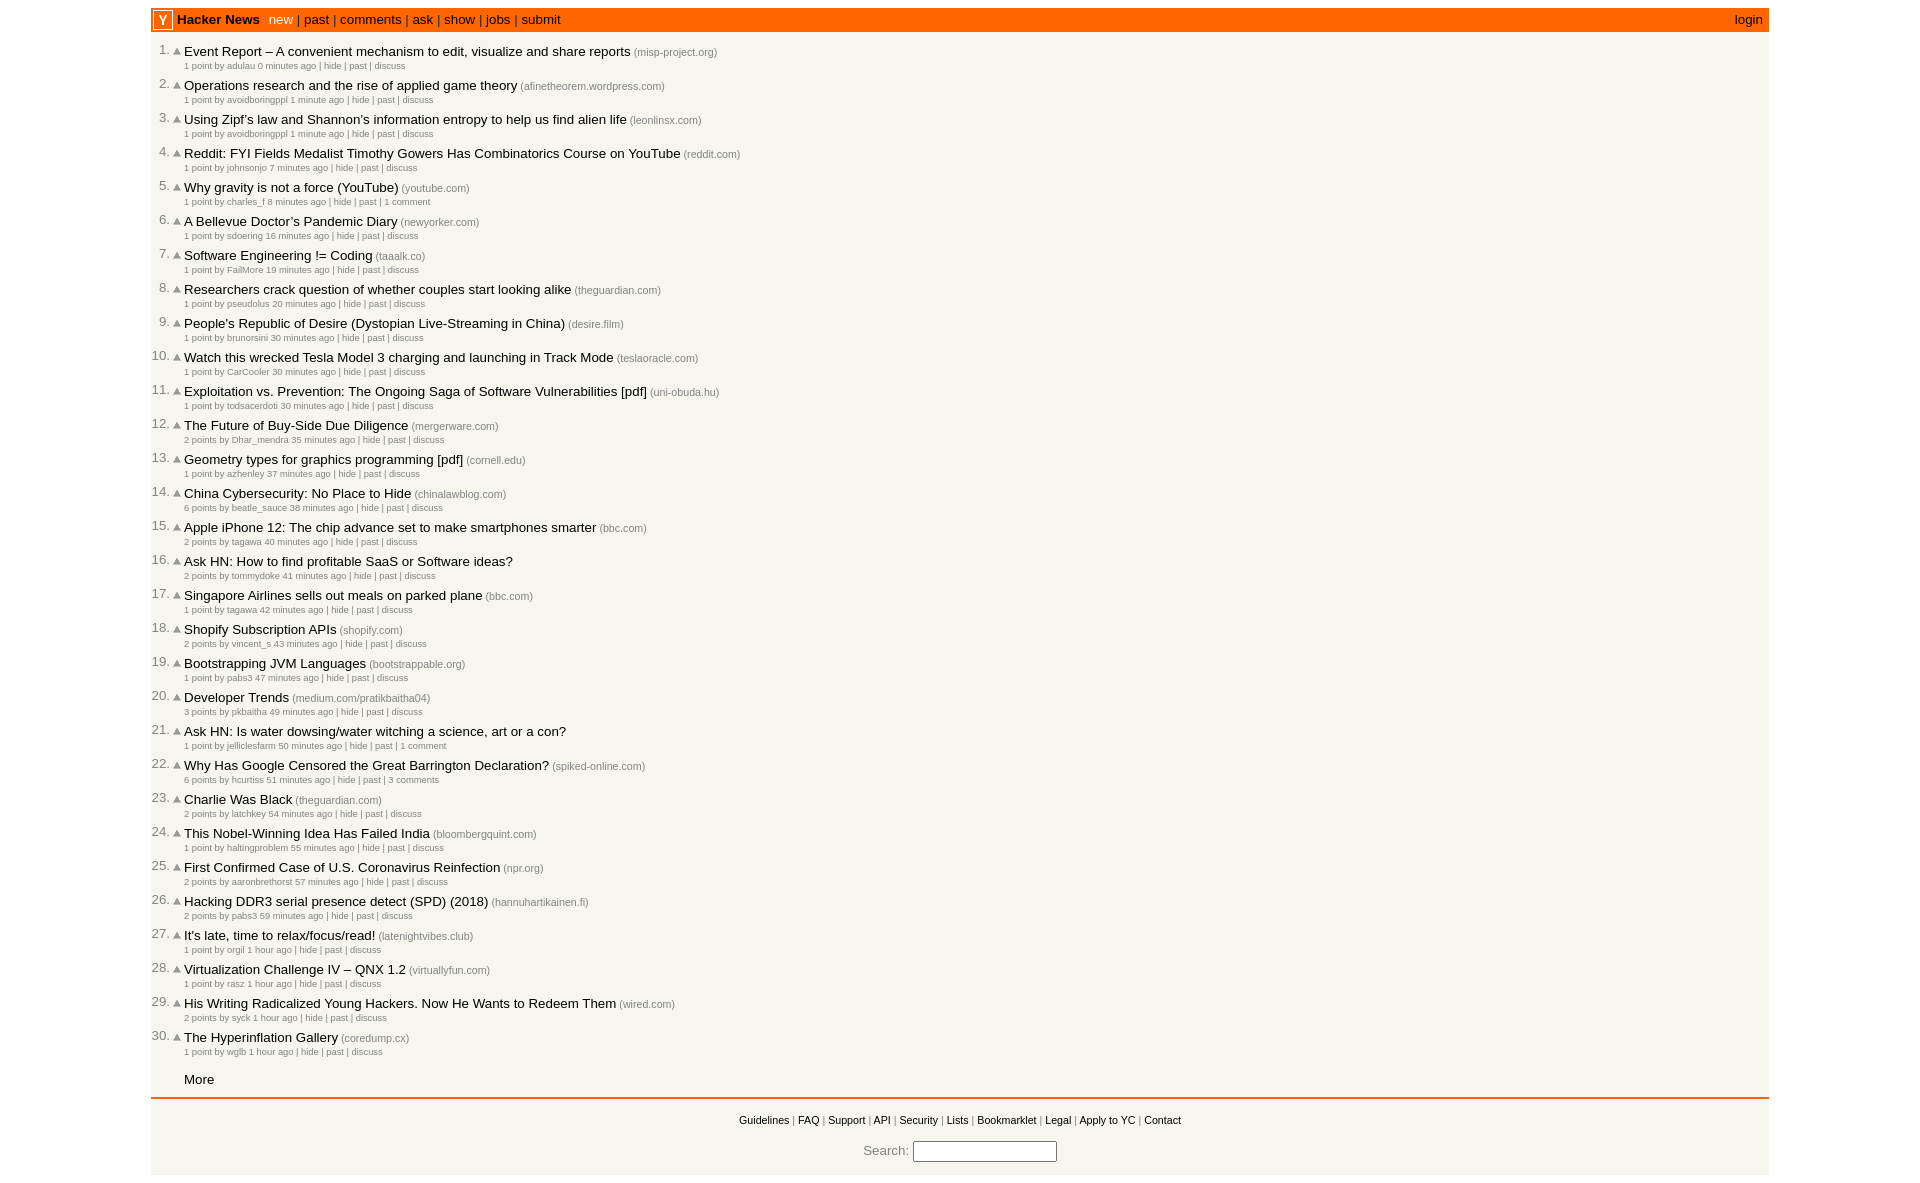 Y Hacker News new | past | comments | ask | show | jobs | submit login
1. Event Report – A convenient mechanism to edit, visualize and share reports (misp-project.org)
1 point by adulau 0 minutes ago | hide | past | discuss
2. Operations research and the rise of applied game theory (afinetheorem.wordpress.com)
1 point by avoidboringppl 1 minute ago | hide | past | discuss
3. Using Zipf’s law and Shannon’s information entropy to help us find alien life (leonlinsx.com)
1 point by avoidboringppl 1 minute ago | hide | past | discuss
4. Reddit: FYI Fields Medalist Timothy Gowers Has Combinatorics Course on YouTube (reddit.com)
1 point by johnsonjo 7 minutes ago | hide | past | discuss
5. Why gravity is not a force (YouTube) (youtube.com)
1 point by charles_f 8 minutes ago | hide | past | 1 comment
6. A Bellevue Doctor’s Pandemic Diary (newyorker.com)
1 point by sdoering 16 minutes ago | hide | past | discuss
7. Software Engineering != Coding (taaalk.co)
1 point by FailMore 19 minutes ago | hide | past | discuss
8. Researchers crack question of whether couples start looking alike (theguardian.com)
1 point by pseudolus 20 minutes ago | hide | past | discuss
9. People's Republic of Desire (Dystopian Live-Streaming in China) (desire.film)
1 point by brunorsini 30 minutes ago | hide | past | discuss
10. Watch this wrecked Tesla Model 3 charging and launching in Track Mode (teslaoracle.com)
1 point by CarCooler 30 minutes ago | hide | past | discuss
11. Exploitation vs. Prevention: The Ongoing Saga of Software Vulnerabilities [pdf] (uni-obuda.hu)
1 point by todsacerdoti 30 minutes ago | hide | past | discuss
12. The Future of Buy-Side Due Diligence (mergerware.com)
2 points by Dhar_mendra 35 minutes ago | hide | past | discuss
13. Geometry types for graphics programming [pdf] (cornell.edu)
1 point by azhenley 37 minutes ago | hide | past | discuss
14. China Cybersecurity: No Place to Hide (chinalawblog.com)
6 points by beatle_sauce 38 minutes ago | hide | past | discuss
15. Apple iPhone 12: The chip advance set to make smartphones smarter (bbc.com)
2 points by tagawa 40 minutes ago | hide | past | discuss
16. Ask HN: How to find profitable SaaS or Software ideas?
2 points by tommydoke 41 minutes ago | hide | past | discuss
17. Singapore Airlines sells out meals on parked plane (bbc.com)
1 point by tagawa 42 minutes ago | hide | past | discuss
18. Shopify Subscription APIs (shopify.com)
2 points by vincent_s 43 minutes ago | hide | past | discuss
19. Bootstrapping JVM Languages (bootstrappable.org)
1 point by pabs3 47 minutes ago | hide | past | discuss
20. Developer Trends (medium.com/pratikbaitha04)
3 points by pkbaitha 49 minutes ago | hide | past | discuss
21. Ask HN: Is water dowsing/water witching a science, art or a con?
1 point by jelliclesfarm 50 minutes ago | hide | past | 1 comment
22. Why Has Google Censored the Great Barrington Declaration? (spiked-online.com)
6 points by hcurtiss 51 minutes ago | hide | past | 3 comments
23. Charlie Was Black (theguardian.com)
2 points by latchkey 54 minutes ago | hide | past | discuss
24. This Nobel-Winning Idea Has Failed India (bloombergquint.com)
1 point by haltingproblem 55 minutes ago | hide | past | discuss
25. First Confirmed Case of U.S. Coronavirus Reinfection (npr.org)
2 points by aaronbrethorst 57 minutes ago | hide | past | discuss
26. Hacking DDR3 serial presence detect (SPD) (2018) (hannuhartikainen.fi)
2 points by pabs3 59 minutes ago | hide | past | discuss
27. It's late, time to relax/focus/read! (latenightvibes.club)
1 point by orgil 1 hour ago | hide | past | discuss
28. Virtualization Challenge IV – QNX 1.2 (virtuallyfun.com)
1 point by rasz 1 hour ago | hide | past | discuss
29. His Writing Radicalized Young Hackers. Now He Wants to Redeem Them (wired.com)
2 points by syck 1 hour ago | hide | past | discuss
30. The Hyperinflation Gallery (coredump.cx)
1 point by wglb 1 hour ago | hide | past | discuss
More
Guidelines | FAQ | Support | API | Security | Lists | Bookmarklet | Legal | Apply to YC | Contact
Search: